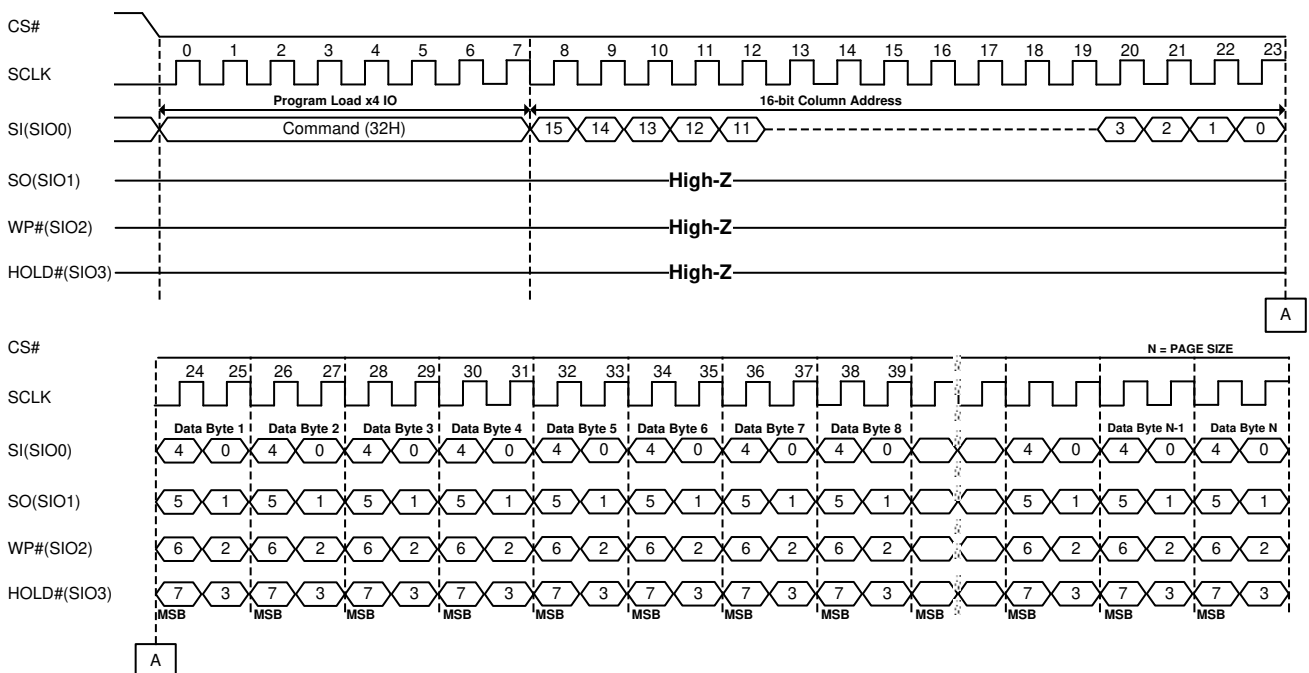 CS#
0 1 2 3 4 5 6 7 8 9 10 11 12 13 14 15 16 17 18 19 20 21 22 23
SCLK
Program Load x4 IO 16-bit Column Address
SI(SIO0) Command (32H) 15 14 13 12 11 3 2 1 0
SO(SIO1) High-Z
WP#(SIO2) High-Z
HOLD#(SIO3) High-Z
A
CS#
N = PAGE SIZE
24 25 26 27 28 29 30 31 32 33 34 35 36 37 38 39
SCLK
Data Byte 1 Data Byte 2 Data Byte 3 Data Byte 4 Data Byte 5 Data Byte 6 Data Byte 7 Data Byte 8 Data Byte N-1 Data Byte N
SI(SIO0) 4 0 4 0 4 0 4 0 4 0 4 0 4 0 4 0 4 0 4 0 4 0
SO(SIO1) 5 1 5 1 5 1 5 1 5 1 5 1 5 1 5 1 5 1 5 1 5 1
WP#(SIO2) 6 2 6 2 6 2 6 2 6 2 6 2 6 2 6 2 6 2 6 2 6 2
HOLD#(SIO3) 7 3 7 3 7 3 7 3 7 3 7 3 7 3 7 3 7 3 7 3 7 3
MSB MSB MSB MSB MSB MSB MSB MSB MSB MSB MSB MSB
A